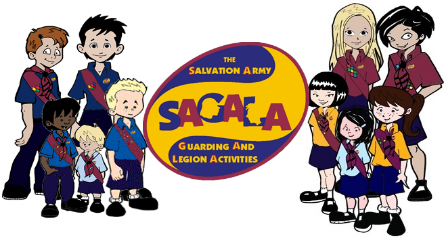 THE
SALVATION ARMY
SAGALA
GUARDING AND
LEGION ACTIVITIES